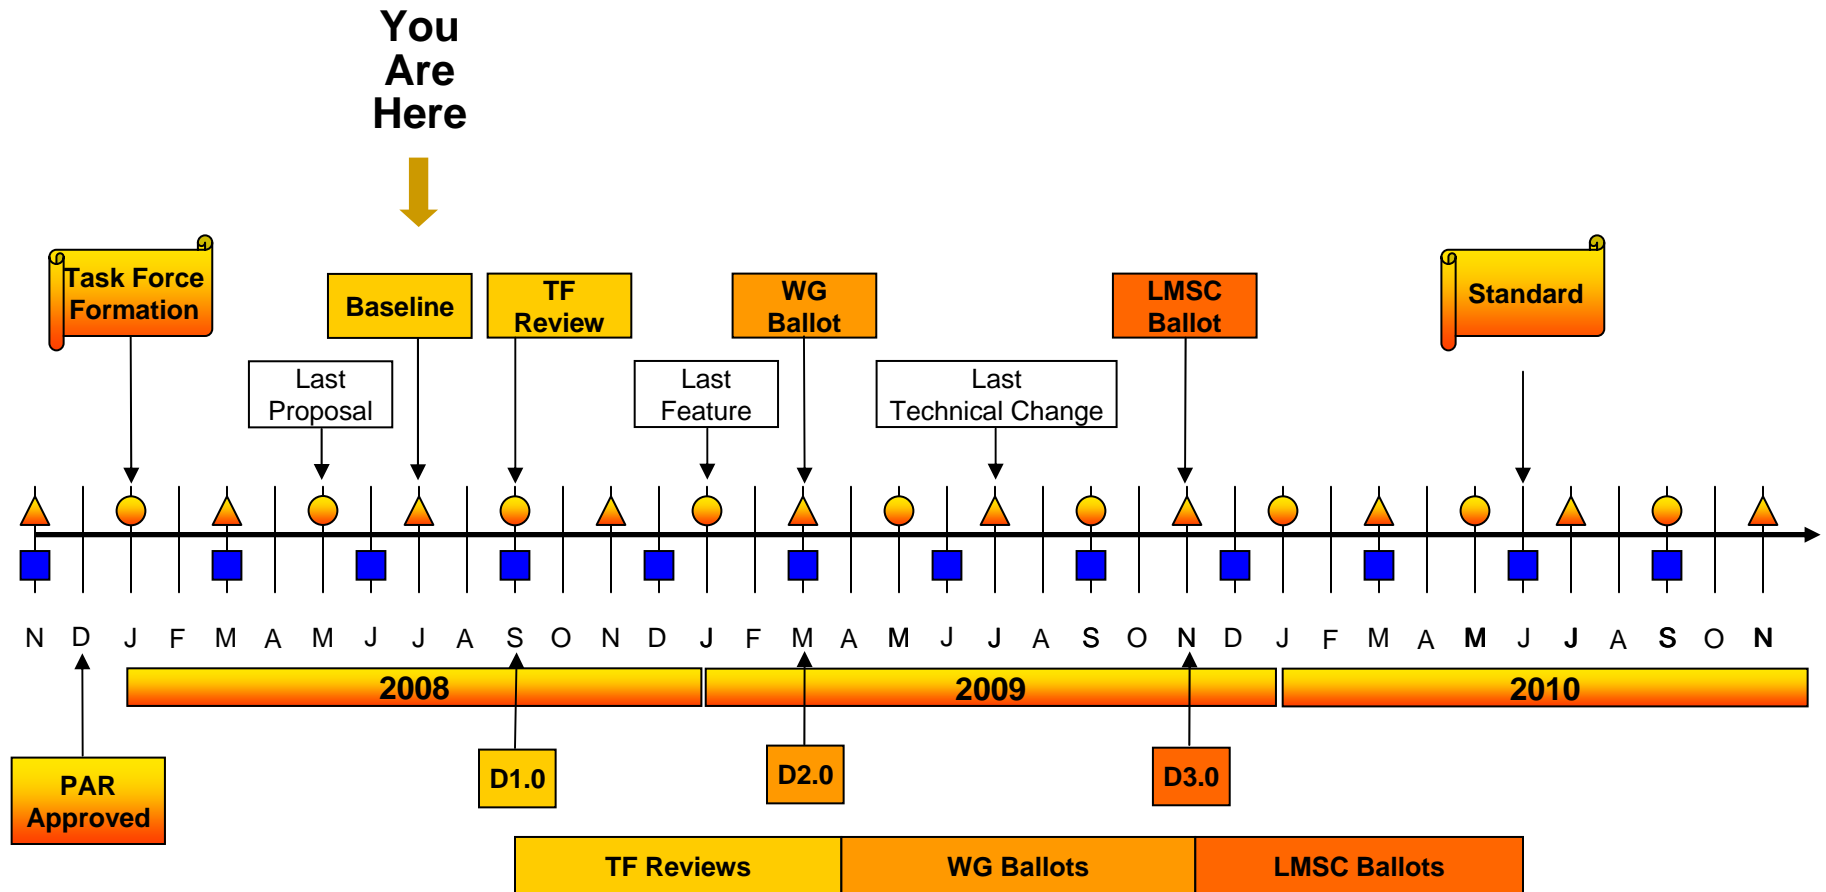 You
Are
Here
Task Force
Formation
Baseline
TF
Review
WG
Ballot
LMSC
Ballot
Standard
Last
Proposal
Last
Feature
Last
Technical Change
N D J F M A M J J A S O N D J F M A M J J A S O N D J F M A M J J A S O N
2008 2009 2010
PAR
Approved
D1.0
D2.0
D3.0
TF Reviews WG Ballots LMSC Ballots